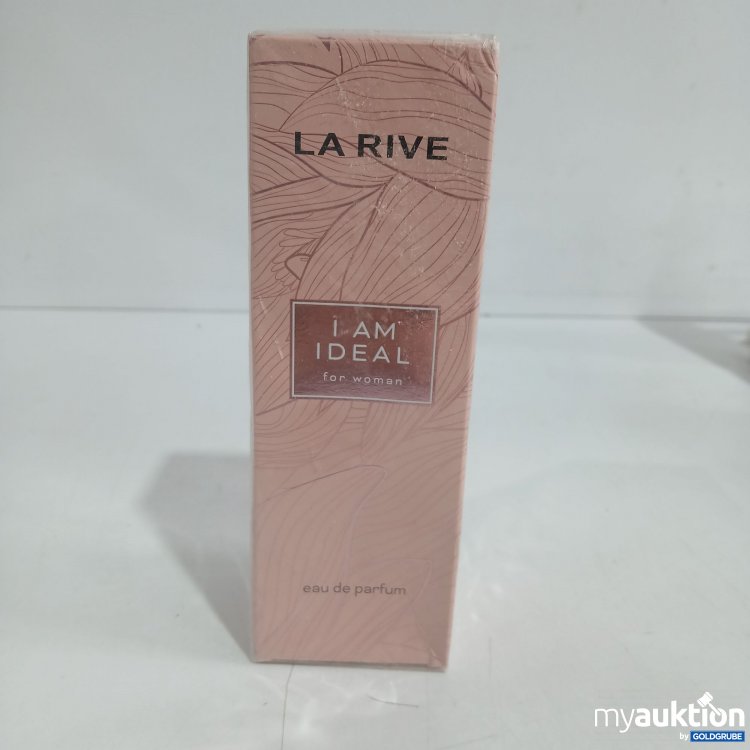 LA RIVE
I AM
IDEAL
for woman
eau de parfum
myauktion
by GOLDGRUBE